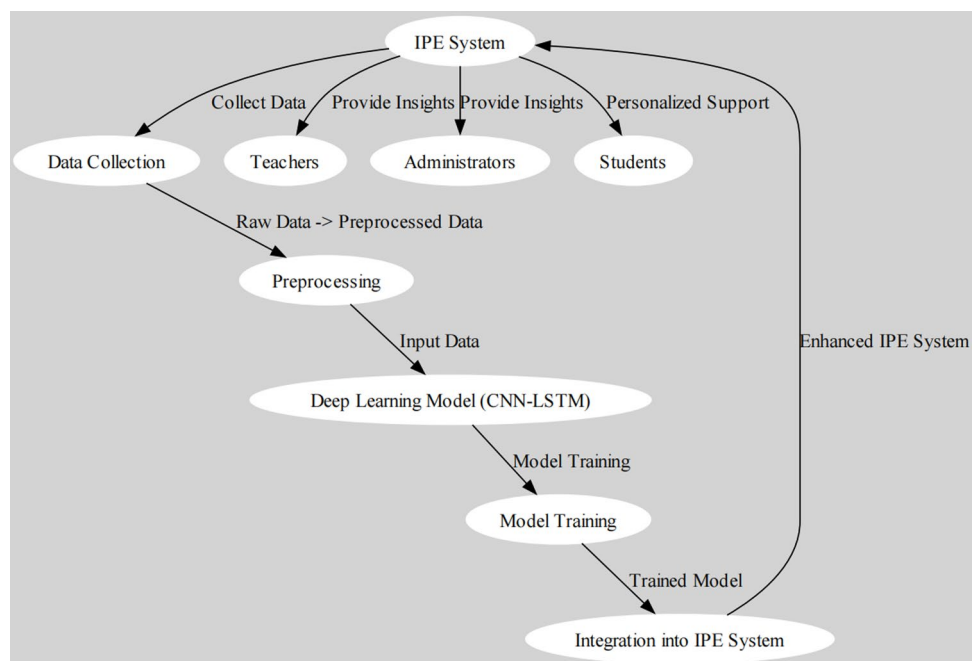 IPE System
Collect Data
Provide Insights
Provide Insights
Personalized Support
Data Collection
Teachers
Administrators
Students
Raw Data -> Preprocessed Data
Preprocessing
Input Data
Enhanced IPE System
Deep Learning Model (CNN-LSTM)
Model Training
Model Training
Trained Model
Integration into IPE System